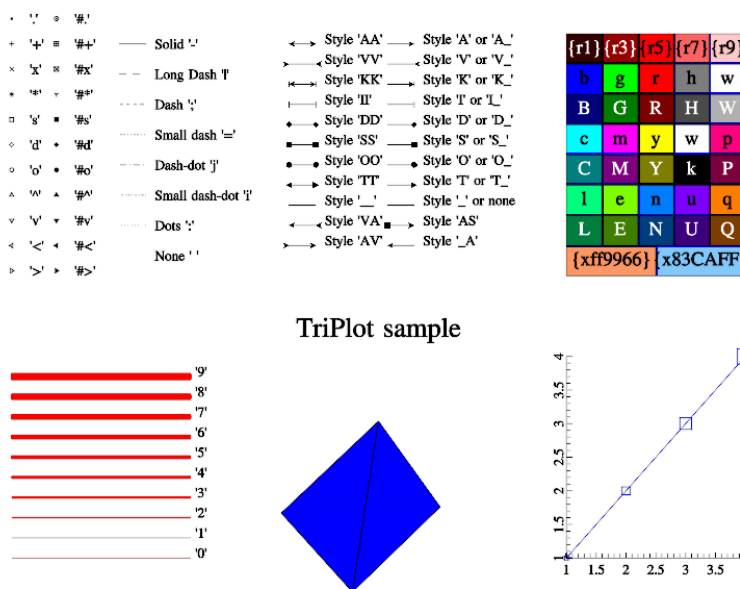 '.' '#.'
'+' '#+'
'x' '#x'
'*' '#*'
's' '#s'
'd' '#d'
'o' '#o'
'^' '#^'
'v' '#v'
'<' '#<'
'>' '#>'
Solid '-'
Long Dash '|'
Dash ';'
Small dash '='
Dash-dot 'j'
Small dash-dot 'i'
Dots ':'
None ' '
Style 'AA' Style 'A' or 'A_'
Style 'VV' Style 'V' or 'V_'
Style 'KK' Style 'K' or 'K_'
Style 'II' Style 'I' or 'I_'
Style 'DD' Style 'D' or 'D_'
Style 'SS' Style 'S' or 'S_'
Style 'OO' Style 'O' or 'O_'
Style 'TT' Style 'T' or 'T_'
Style '__' Style '_' or none
Style 'VA' Style 'AS'
Style 'AV' Style '_A'
{r1} {r3} {r5} {r7} {r9}
b g r h w
B G R H W
c m y w p
C M Y k P
l e n u q
L E N U Q
{xff9966} {x83CAFF
TriPlot sample
'9'
'8'
'7'
'6'
'5'
'4'
'3'
'2'
'1'
'0'
4
3.5
3
2.5
2
1.5
1
1 1.5 2 2.5 3 3.5